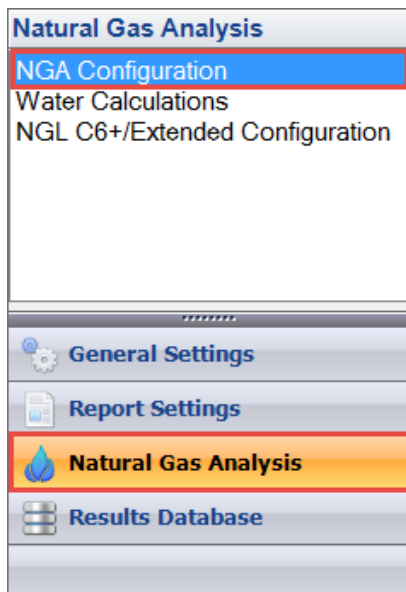 Natural Gas Analysis
NGA Configuration
Water Calculations
NGL C6+/Extended Configuration
General Settings
Report Settings
Natural Gas Analysis
Results Database